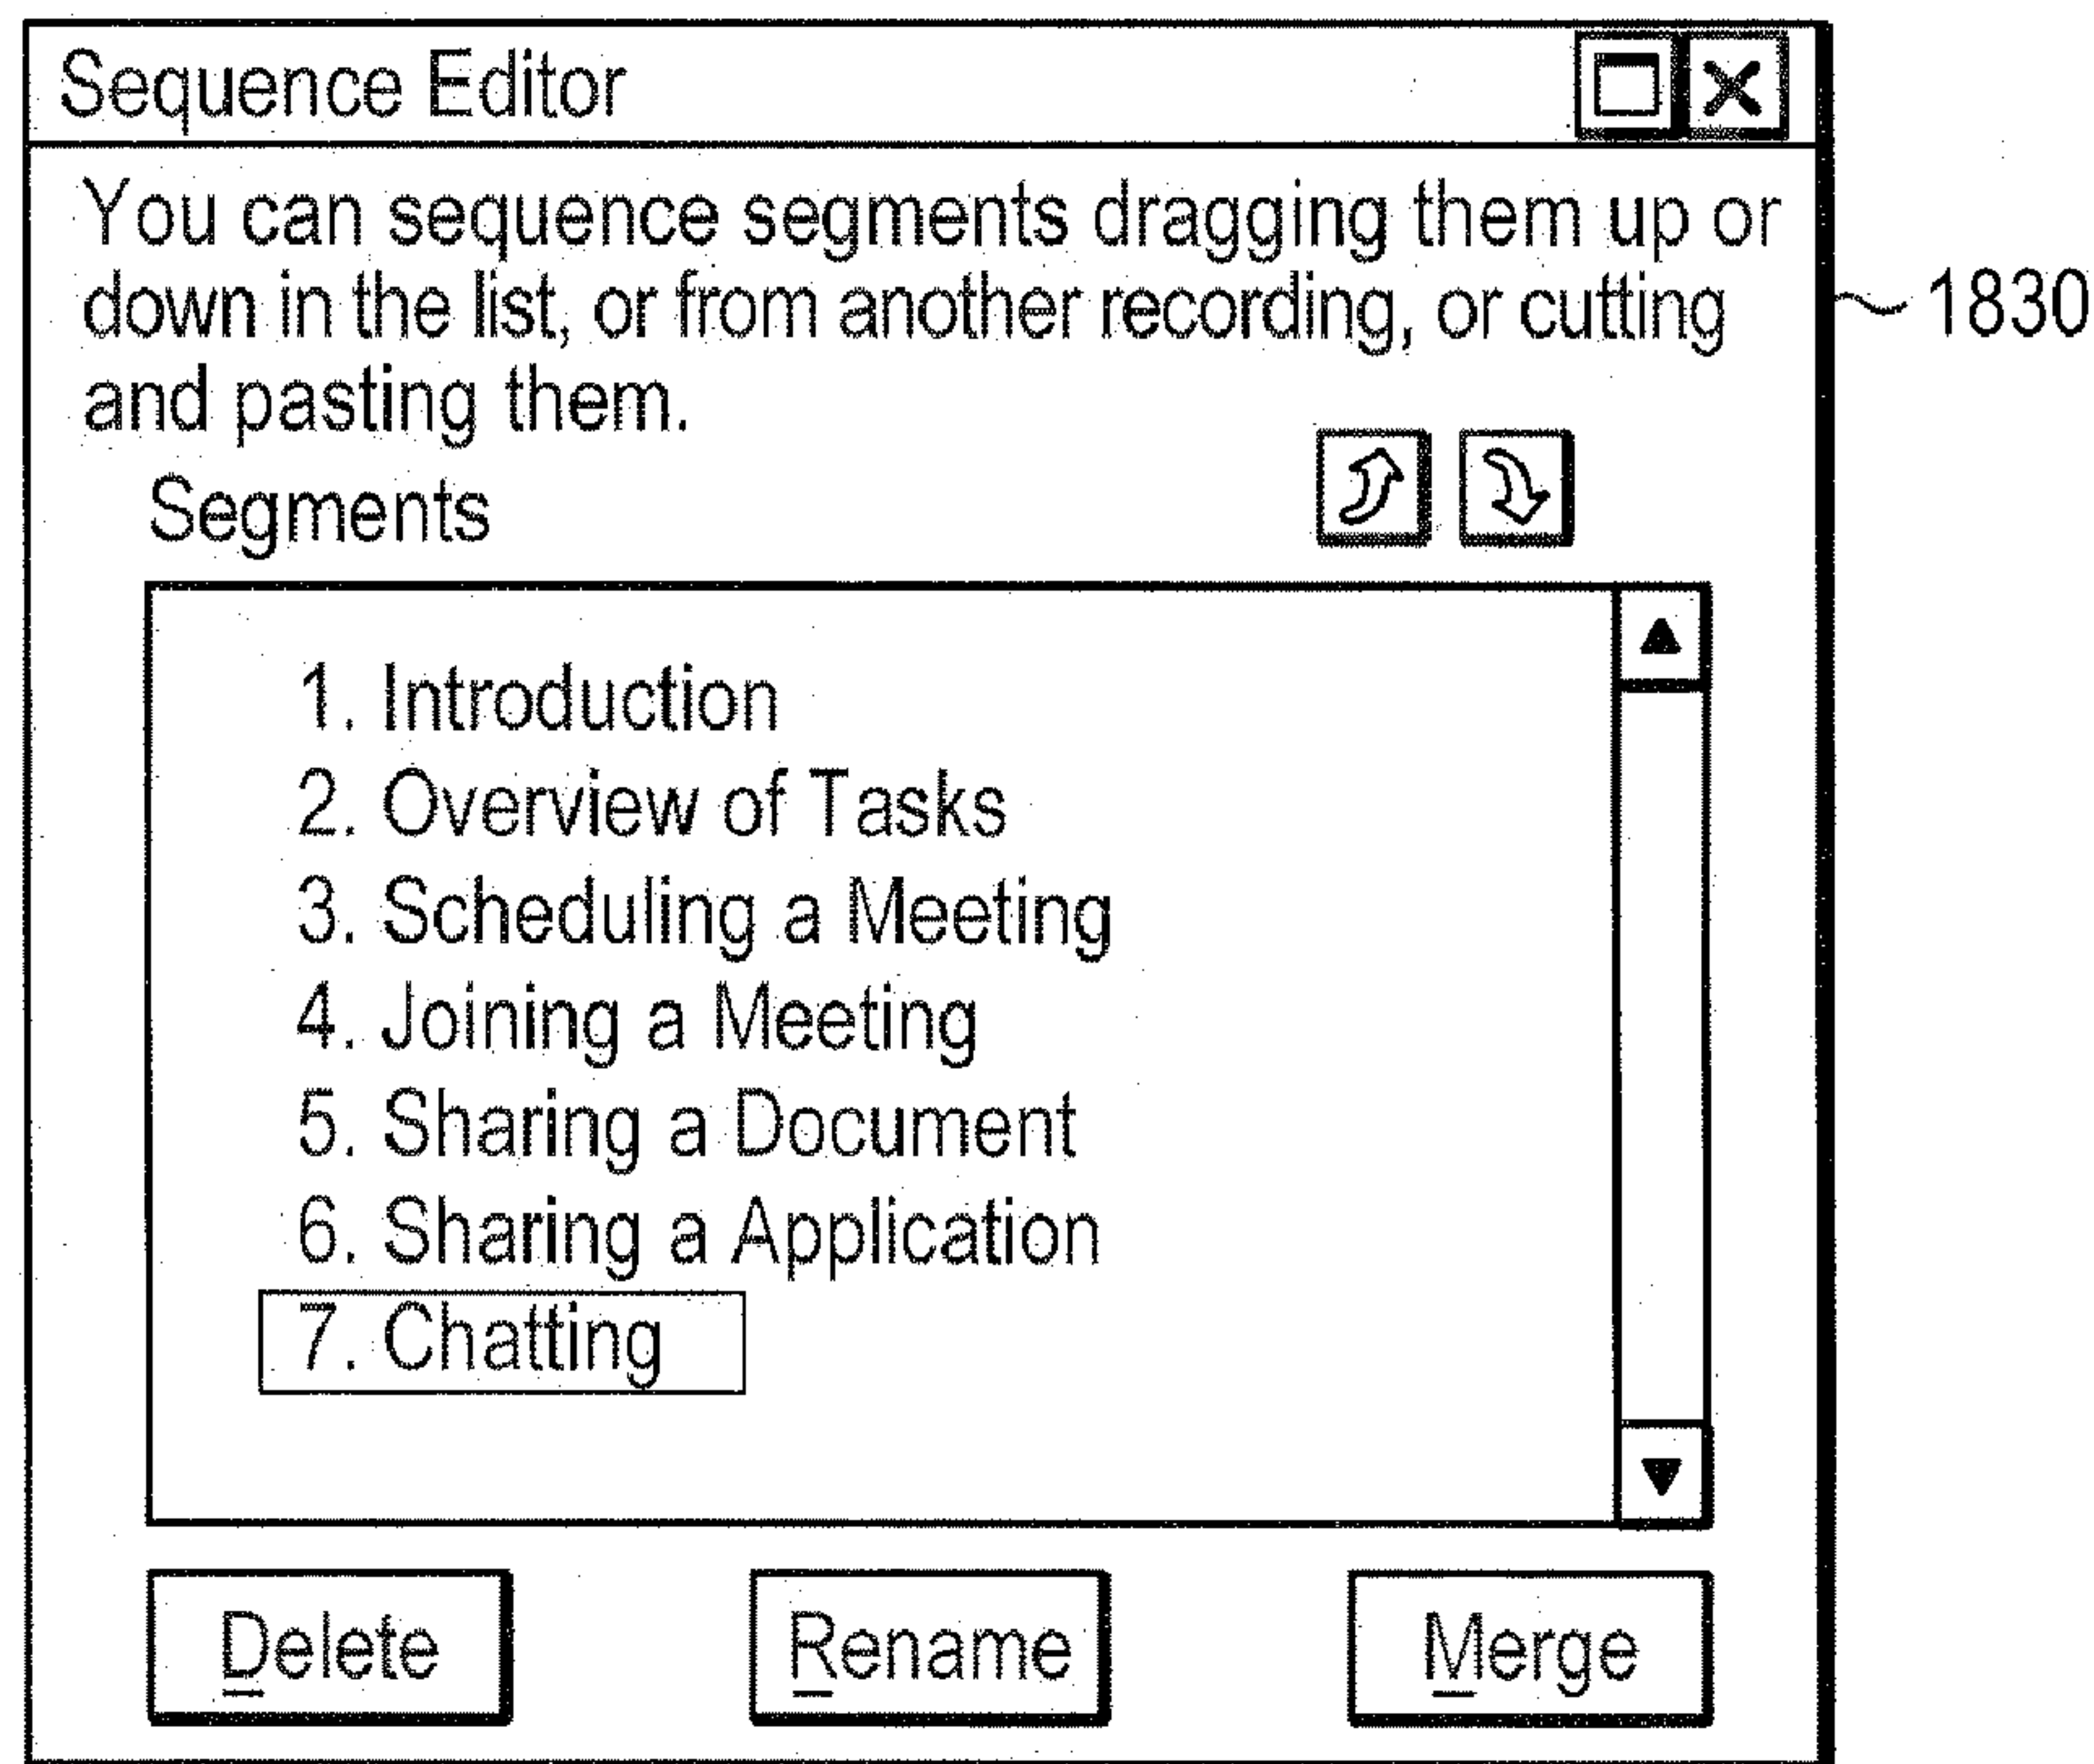 Sequence Editor
You can sequence segments dragging them up or
down in the list, or from another recording, or cutting
and pasting them.
1830
Segments
1. Introduction
2. Overview of Tasks
3. Scheduling a Meeting
4. Joining a Meeting
5. Sharing a Document
6. Sharing a Application
7. Chatting
Delete Rename Merge